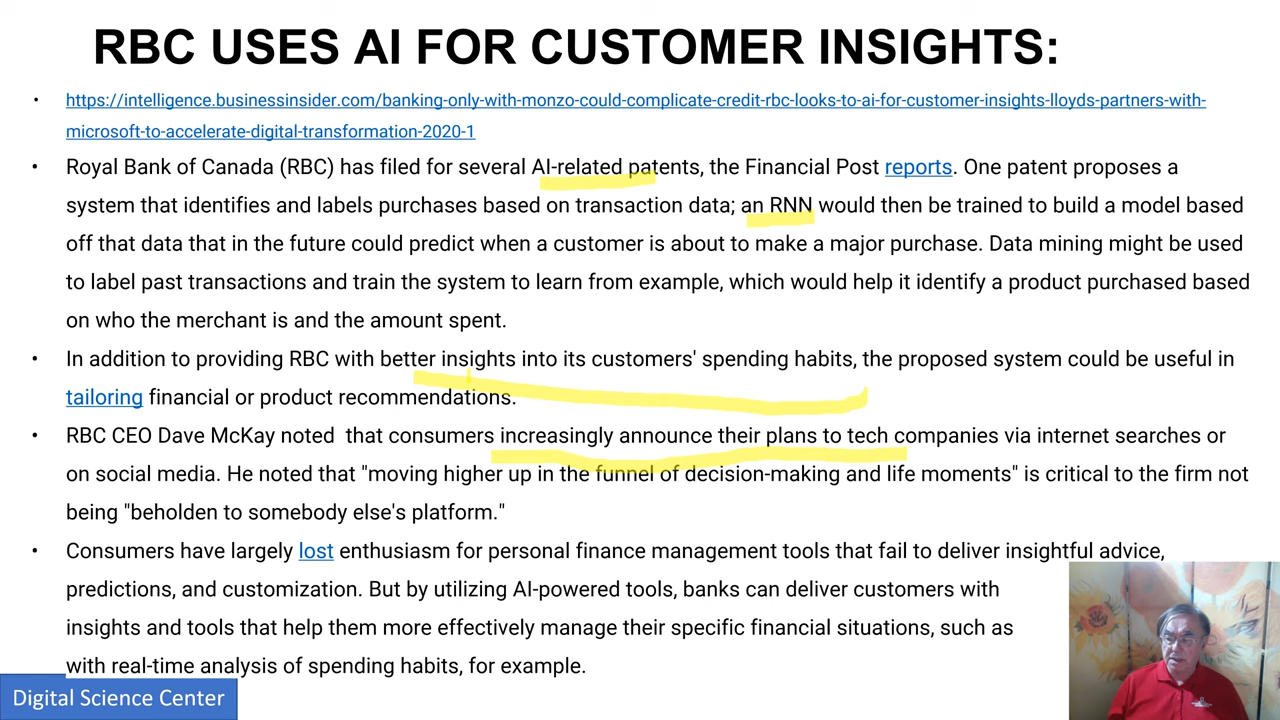 RBC USES AI FOR CUSTOMER INSIGHTS:
• https://intelligence.businessinsider.com/banking-only-with-monzo-could-complicate-credit-rbc-looks-to-ai-for-customer-insights-lloyds-partners-with-
microsoft-to-accelerate-digital-transformation-2020-1
• Royal Bank of Canada (RBC) has filed for several AI-related patents, the Financial Post reports. One patent proposes a
system that identifies and labels purchases based on transaction data; an RNN would then be trained to build a model based
off that data that in the future could predict when a customer is about to make a major purchase. Data mining might be used
to label past transactions and train the system to learn from example, which would help it identify a product purchased based
on who the merchant is and the amount spent.
• In addition to providing RBC with better insights into its customers' spending habits, the proposed system could be useful in
tailoring financial or product recommendations.
• RBC CEO Dave McKay noted  that consumers increasingly announce their plans to tech companies via internet searches or
on social media. He noted that "moving higher up in the funnel of decision-making and life moments" is critical to the firm not
being "beholden to somebody else's platform."
• Consumers have largely lost enthusiasm for personal finance management tools that fail to deliver insightful advice,
predictions, and customization. But by utilizing AI-powered tools, banks can deliver customers with
insights and tools that help them more effectively manage their specific financial situations, such as
with real-time analysis of spending habits, for example.
Digital Science Center